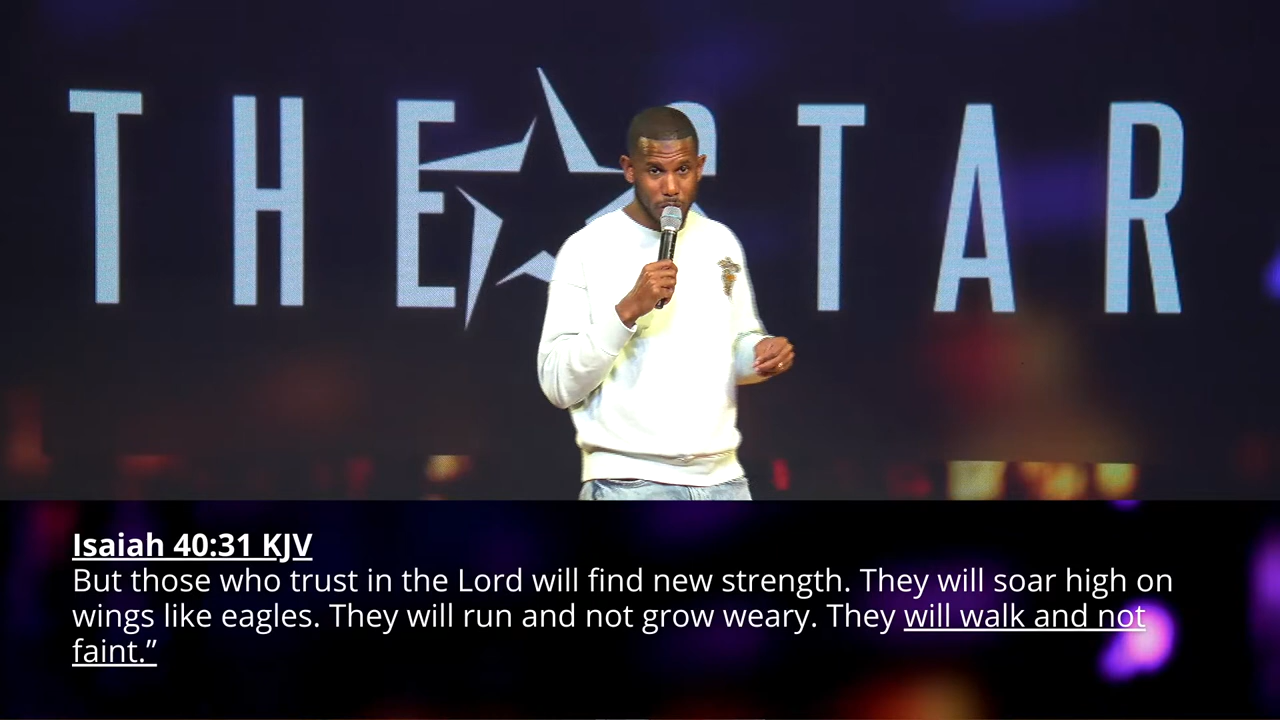 THE STAR
Isaiah 40:31 KJV
But those who trust in the Lord will find new strength. They will soar high on
wings like eagles. They will run and not grow weary. They will walk and not
faint.”